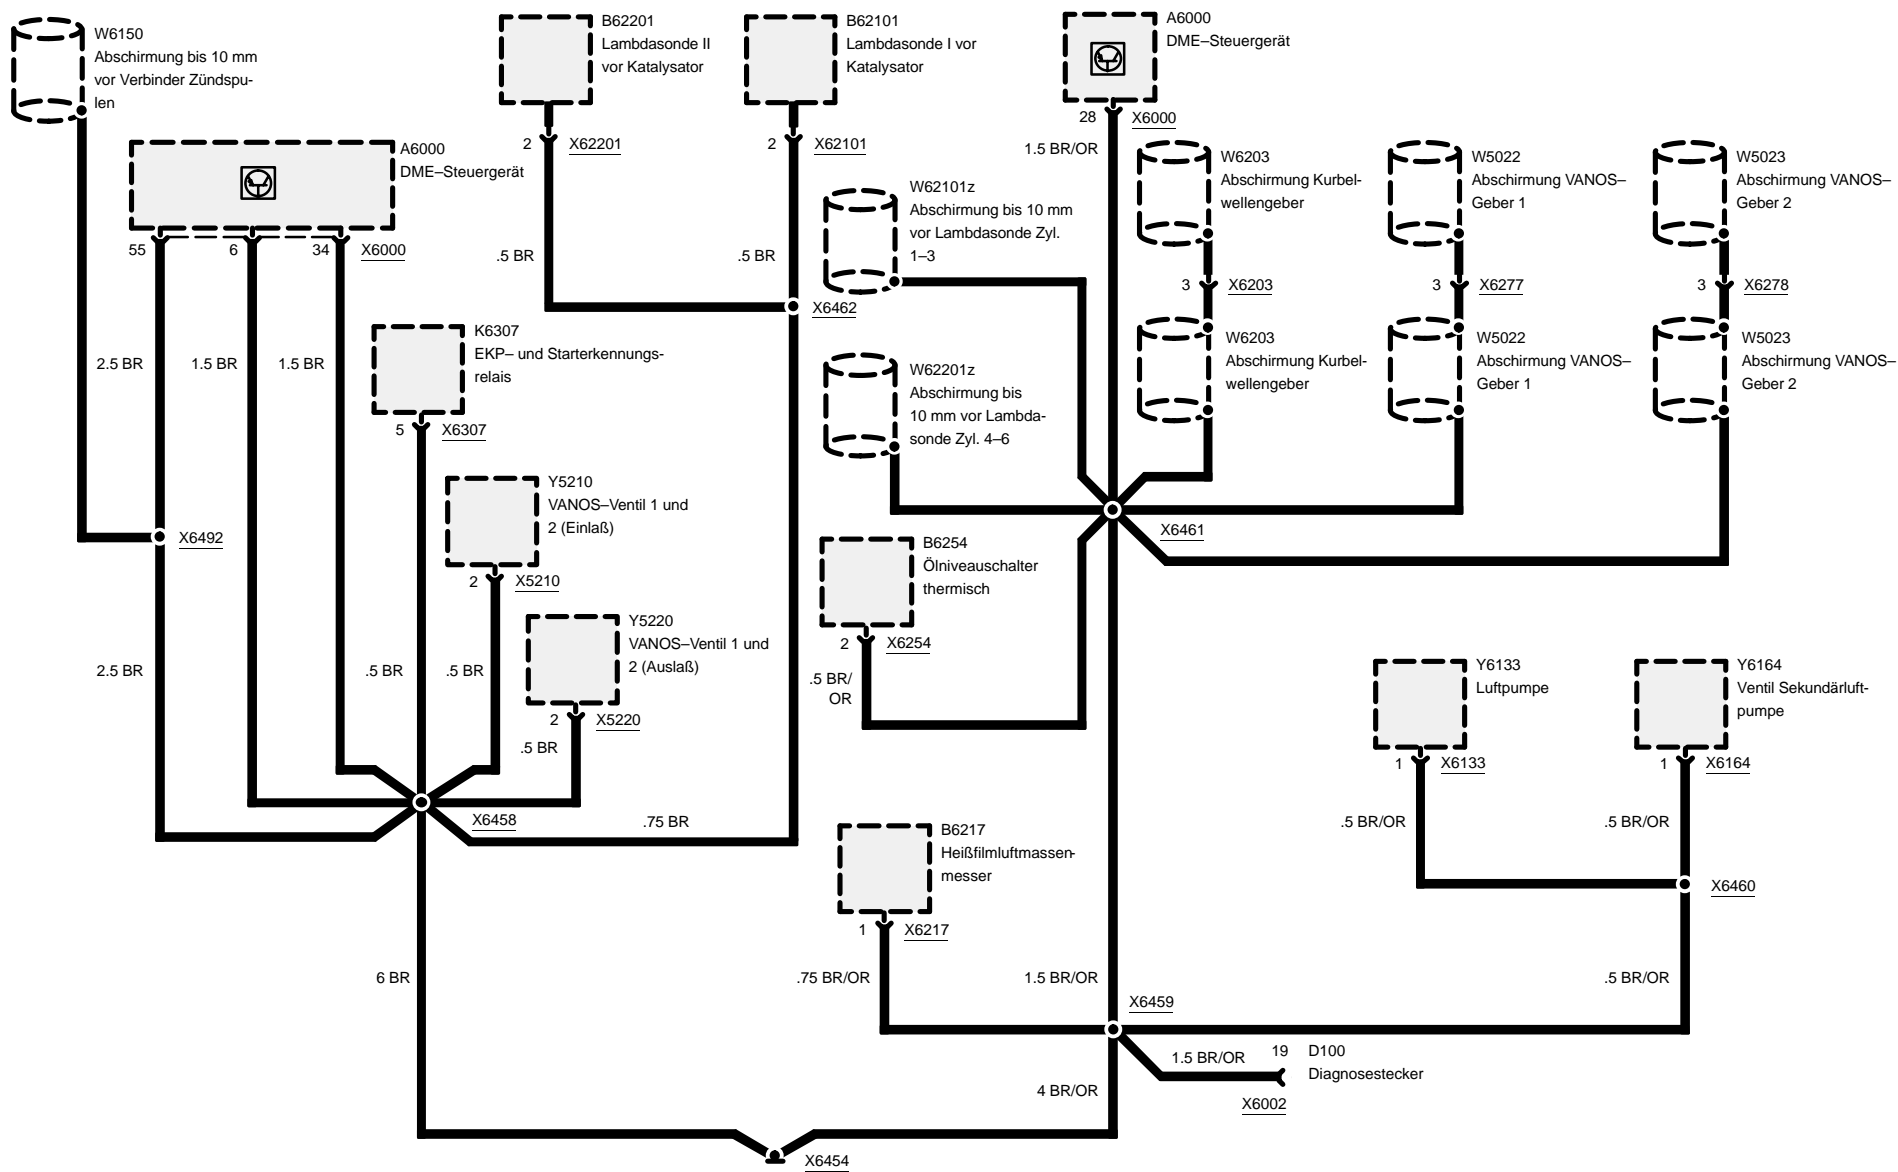 W6150
Abschirmung bis 10 mm
vor Verbinder Zündspu-
len
B62201
Lambdasonde II
vor Katalysator
B62101
Lambdasonde I vor
Katalysator
A6000
DME–Steuergerät
28
X6000
1.5 BR/OR
2
X62201
2
X62101
A6000
DME–Steuergerät
55
6
34
X6000
.5 BR
.5 BR
W62101z
Abschirmung bis 10 mm
vor Lambdasonde Zyl.
1–3
W6203
Abschirmung Kurbel-
wellengeber
W5022
Abschirmung VANOS–
Geber 1
W5023
Abschirmung VANOS–
Geber 2
3
X6203
3
X6277
3
X6278
X6462
W6203
Abschirmung Kurbel-
wellengeber
W5022
Abschirmung VANOS–
Geber 1
W5023
Abschirmung VANOS–
Geber 2
2.5 BR
1.5 BR
1.5 BR
K6307
EKP– und Starterkennungs-
relais
5
X6307
W62201z
Abschirmung bis
10 mm vor Lambda-
sonde Zyl. 4–6
Y5210
VANOS–Ventil 1 und
2 (Einlaß)
2
X5210
X6492
X6461
B6254
Ölniveauschalter
thermisch
2
X6254
.5 BR/
OR
Y5220
VANOS–Ventil 1 und
2 (Auslaß)
2
X5220
.5 BR
2.5 BR
.5 BR
.5 BR
Y6133
Luftpumpe
1
X6133
Y6164
Ventil Sekundärluft-
pumpe
1
X6164
X6458
.75 BR
B6217
Heißfilmluftmassen-
messer
1
X6217
.5 BR/OR
.5 BR/OR
X6460
6 BR
.75 BR/OR
1.5 BR/OR
.5 BR/OR
X6459
1.5 BR/OR
19
D100
Diagnosestecker
X6002
4 BR/OR
X6454